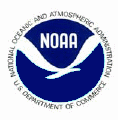 NATIONAL OCEANIC AND ATMOSPHERIC ADMINISTRATION
NOAA
U.S. DEPARTMENT OF COMMERCE